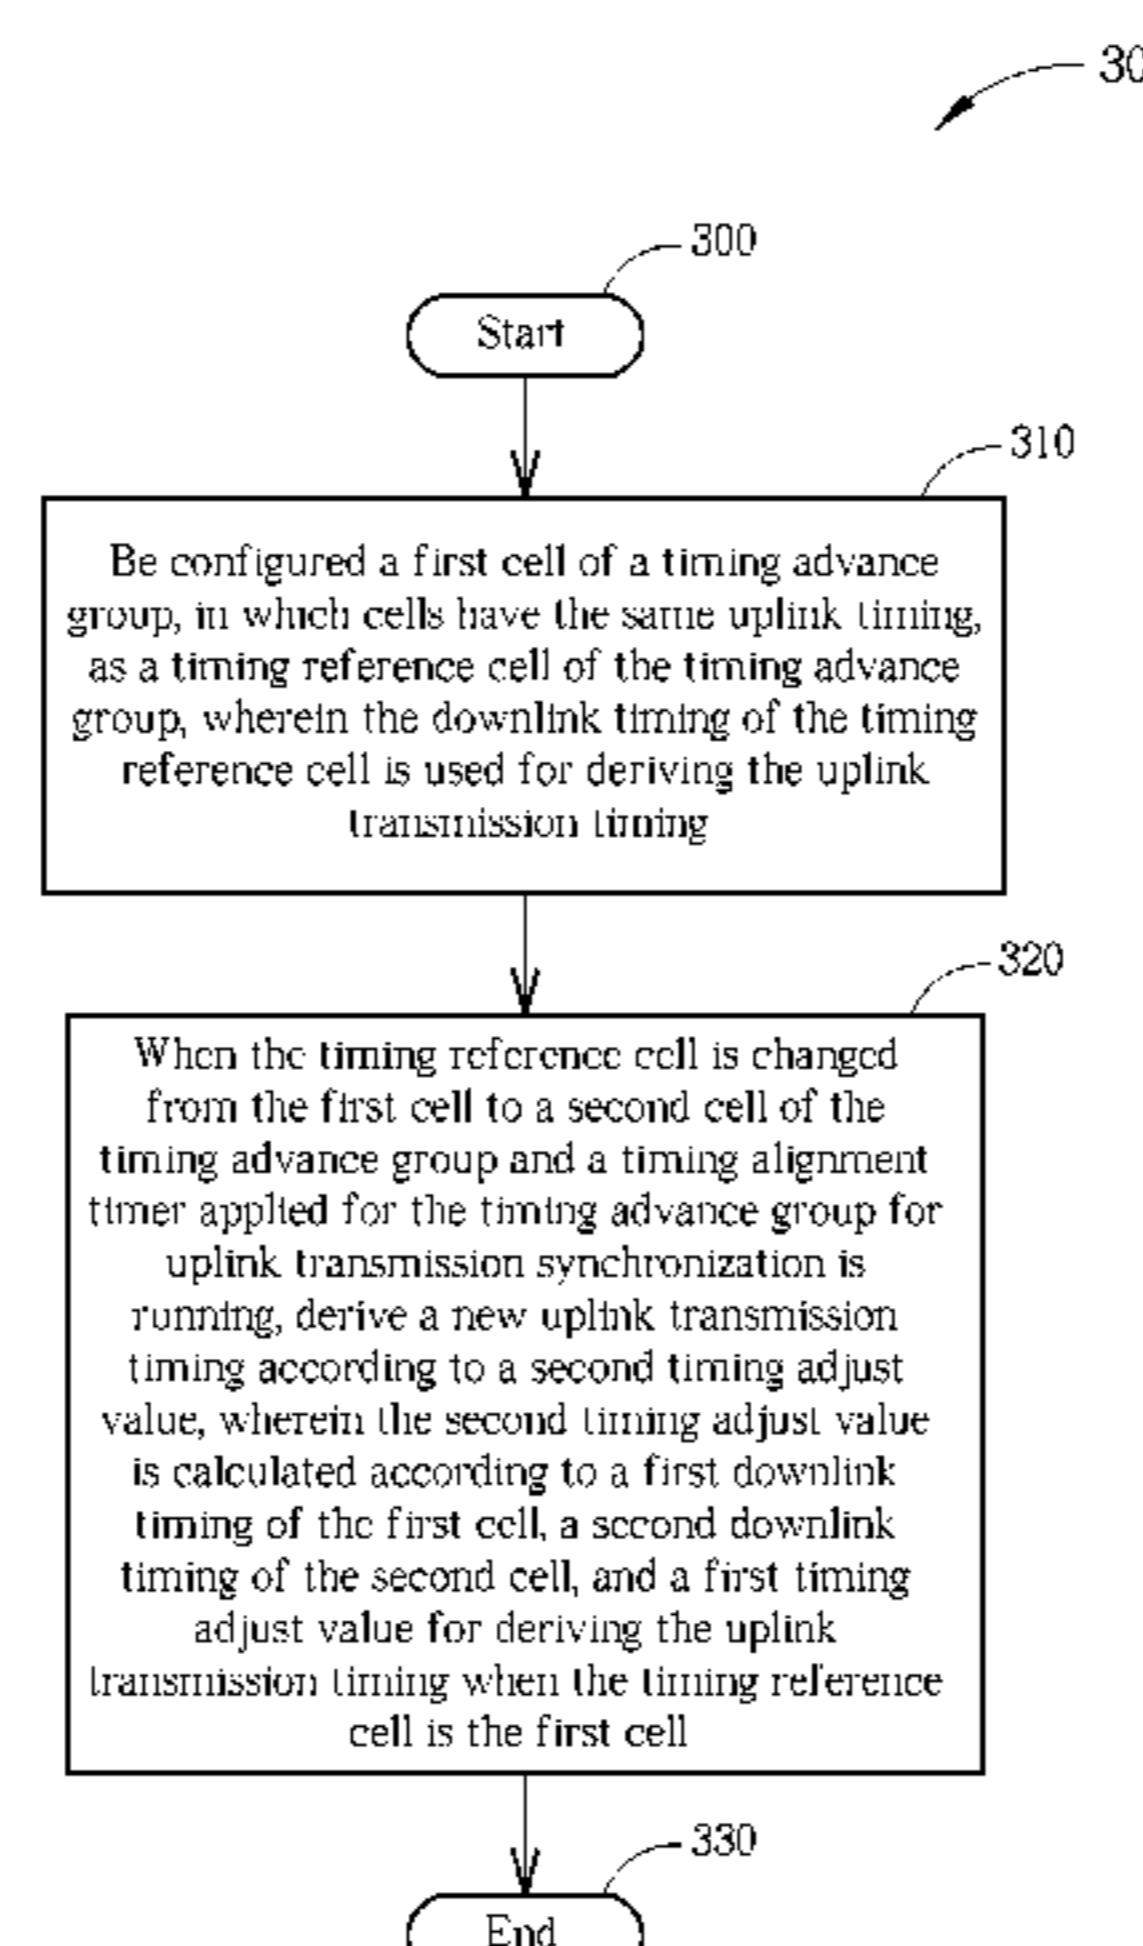 30
300
Start
310
Be configured a first cell of a timing advance
group, in which cells have the same uplink timing,
as a timing reference cell of the timing advance
group, wherein the downlink timing of the timing
reference cell is used for deriving the uplink
transmission timing
320
When the timing reference cell is changed
from the first cell to a second cell of the
timing advance group and a timing alignment
timer applied for the timing advance group for
uplink transmission synchronization is
running, derive a new uplink transmission
timing according to a second timing adjust
value, wherein the second timing adjust value
is calculated according to a first downlink
timing of the first cell, a second downlink
timing of the second cell, and a first timing
adjust value for deriving the uplink
transmission timing when the timing reference
cell is the first cell
330
End